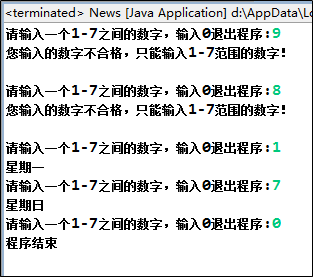 <terminated> News [Java Application] d:\AppData\Lo
请输入一个1-7之间的数字，输入0退出程序:9
您输入的数字不合格，只能输入1-7范围的数字!
请输入一个1-7之间的数字，输入0退出程序:8
您输入的数字不合格，只能输入1-7范围的数字!
请输入一个1-7之间的数字，输入0退出程序:1
星期一
请输入一个1-7之间的数字，输入0退出程序:7
星期日
请输入一个1-7之间的数字，输入0退出程序:0
程序结束